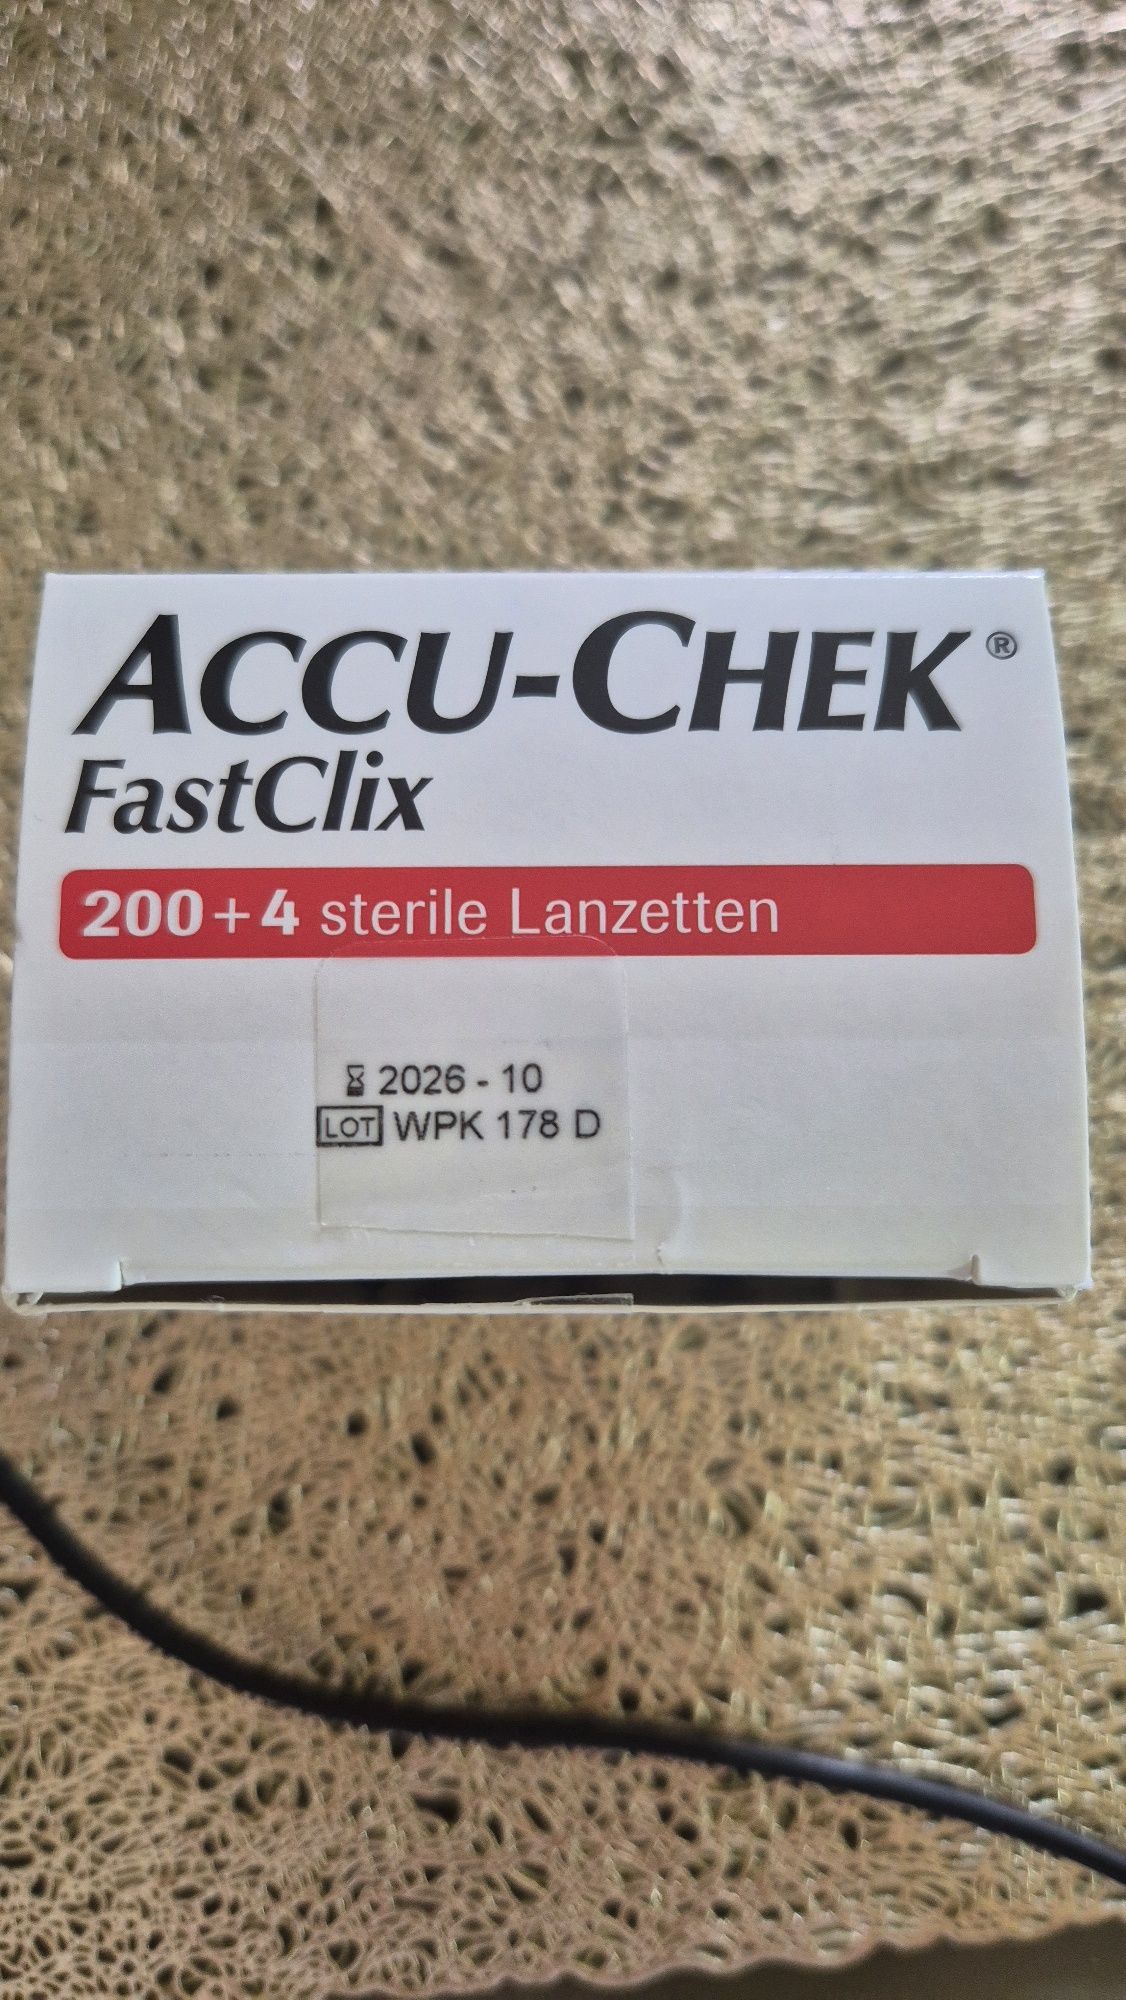 ACCU-CHEK®
FastClix
200+4 sterile Lanzetten
2026 - 10
LOT WPK 178 D